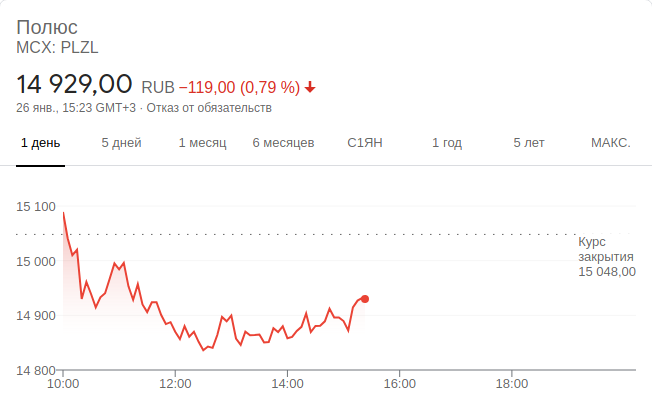 Полюс
MCX: PLZL
14 929,00 RUB −119,00 (0,79 %)
26 янв., 15:23 GMT+3 · Отказ от обязательств
1 день 5 дней 1 месяц 6 месяцев С1ЯН 1 год 5 лет МАКС.
15 100
Курс
закрытия
15 048,00
15 000
14 900
14 800
10:00 12:00 14:00 16:00 18:00